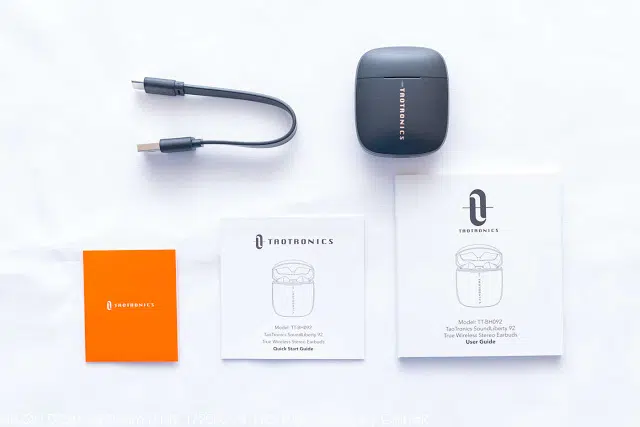 TAOTRONICS
TAOTRONICS
TAOTRONICS
Model: TT-BH092
TaoTronics SoundLiberty 92
True Wireless Stereo Earbuds
Quick Start Guide
TAOTRONICS
Model: TT-BH092
TaoTronics SoundLiberty 92
True Wireless Stereo Earbuds
User Guide